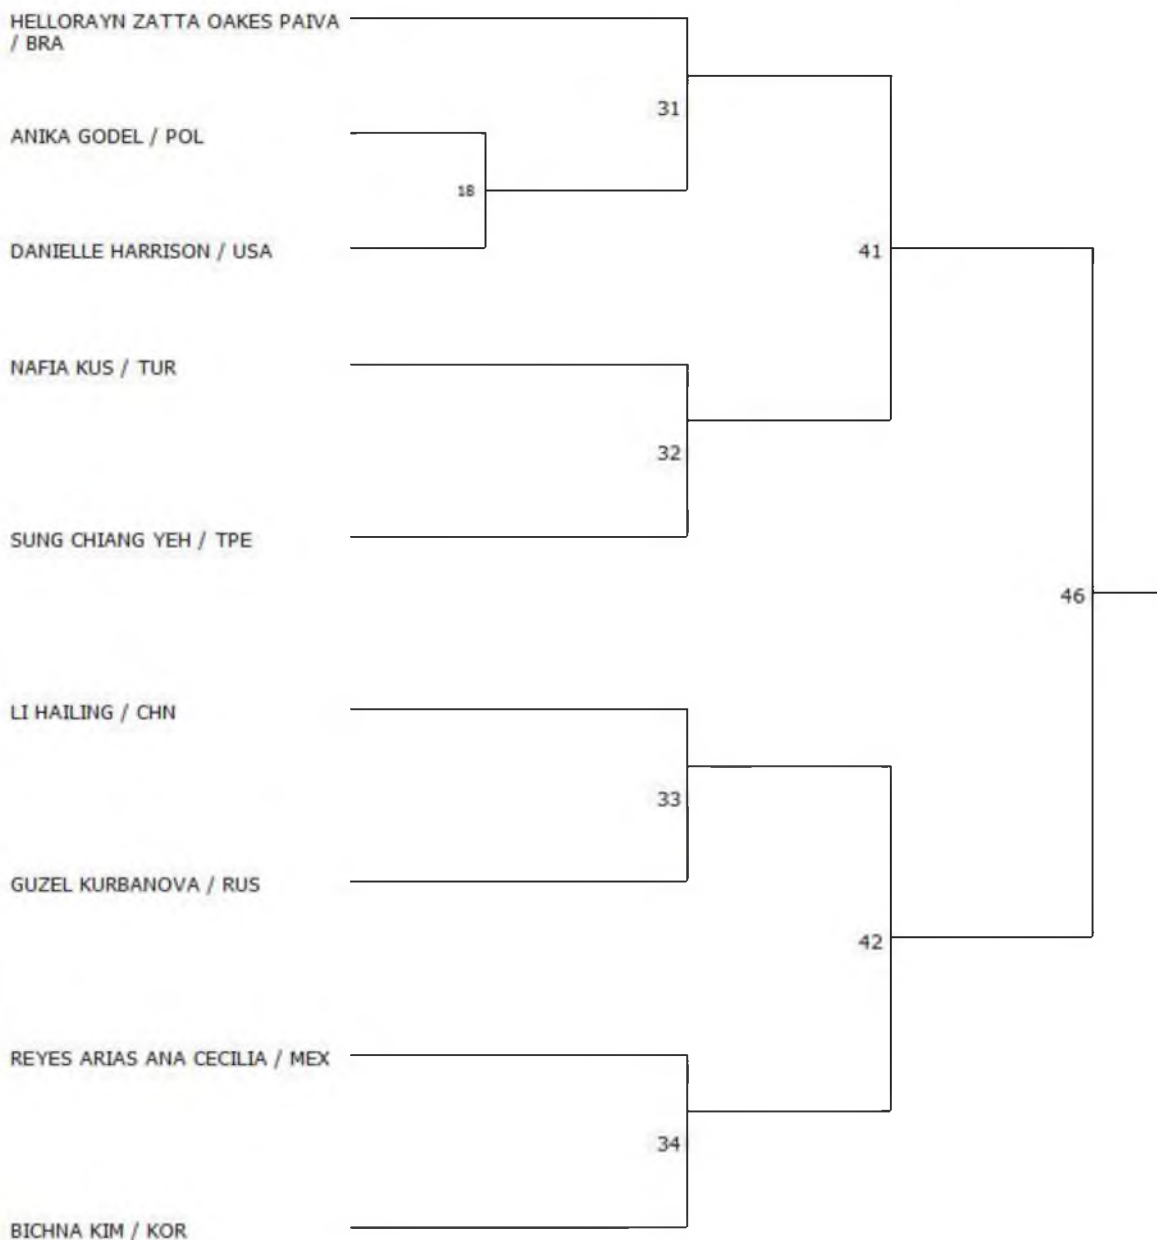 HELLORAYN ZATTA OAKES PAIVA
/ BRA
31
ANIKA GODEL / POL
18
DANIELLE HARRISON / USA
41
NAFIA KUS / TUR
32
SUNG CHIANG YEH / TPE
46
LI HAILING / CHN
33
GUZEL KURBANOVA / RUS
42
REYES ARIAS ANA CECILIA / MEX
34
BICHNA KIM / KOR